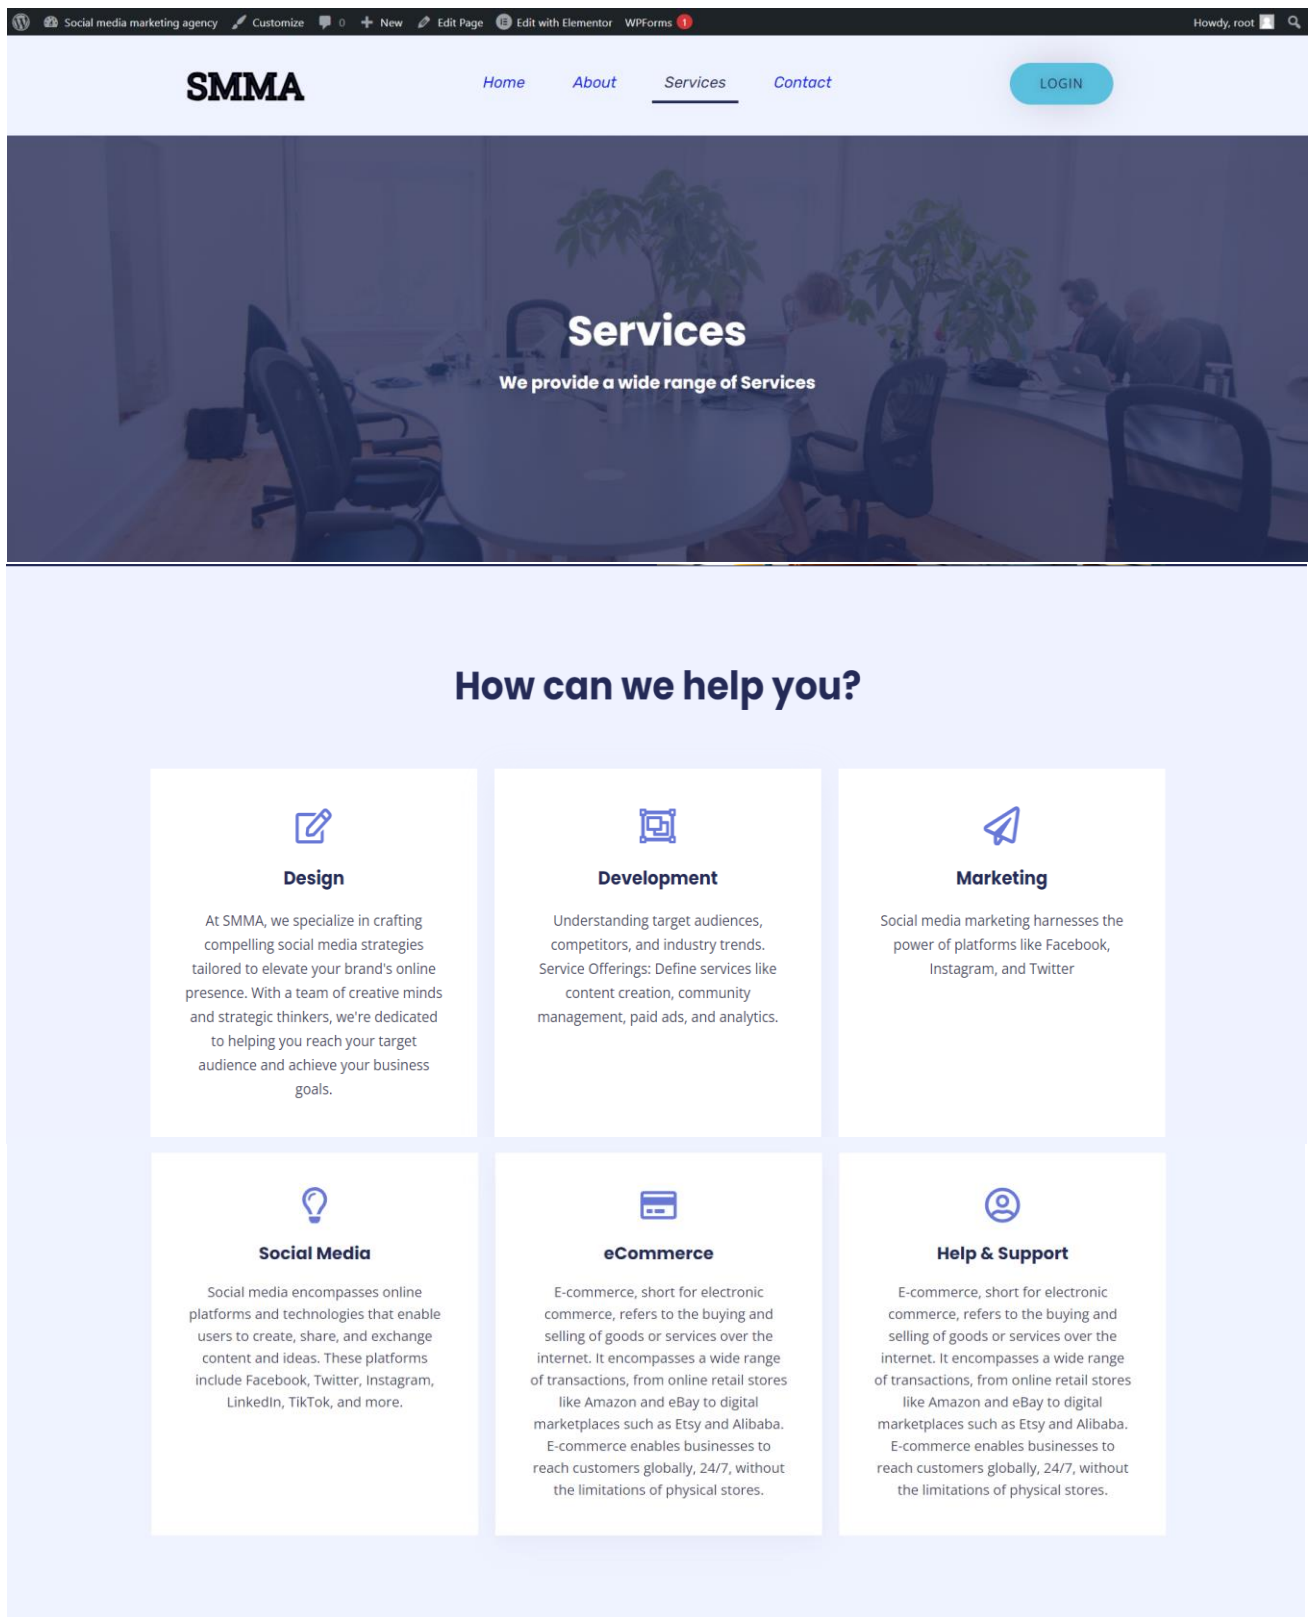 Social media marketing agency Customize 0 New Edit Page Edit with Elementor WPForms 1 Howdy, root
SMMA Home About Services Contact LOGIN
Services
We provide a wide range of Services
How can we help you?
Design
At SMMA, we specialize in crafting
compelling social media strategies
tailored to elevate your brand's online
presence. With a team of creative minds
and strategic thinkers, we're dedicated
to helping you reach your target
audience and achieve your business
goals.
Development
Understanding target audiences,
competitors, and industry trends.
Service Offerings: Define services like
content creation, community
management, paid ads, and analytics.
Marketing
Social media marketing harnesses the
power of platforms like Facebook,
Instagram, and Twitter
Social Media
Social media encompasses online
platforms and technologies that enable
users to create, share, and exchange
content and ideas. These platforms
include Facebook, Twitter, Instagram,
LinkedIn, TikTok, and more.
eCommerce
E-commerce, short for electronic
commerce, refers to the buying and
selling of goods or services over the
internet. It encompasses a wide range
of transactions, from online retail stores
like Amazon and eBay to digital
marketplaces such as Etsy and Alibaba.
E-commerce enables businesses to
reach customers globally, 24/7, without
the limitations of physical stores.
Help & Support
E-commerce, short for electronic
commerce, refers to the buying and
selling of goods or services over the
internet. It encompasses a wide range
of transactions, from online retail stores
like Amazon and eBay to digital
marketplaces such as Etsy and Alibaba.
E-commerce enables businesses to
reach customers globally, 24/7, without
the limitations of physical stores.